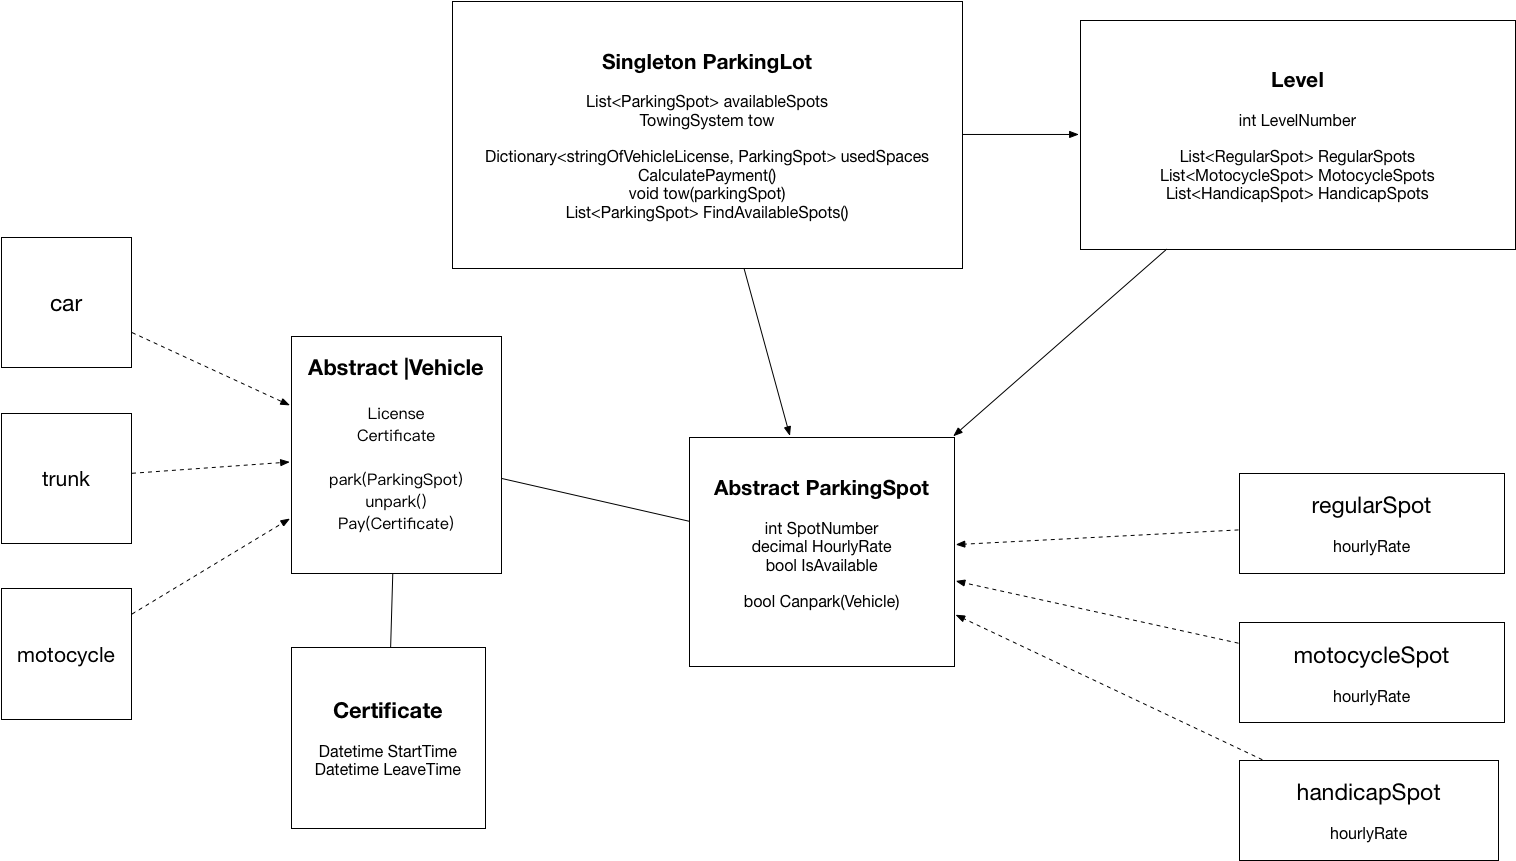 Singleton ParkingLot
List<ParkingSpot> availableSpots
TowingSystem tow
Dictionary<stringOfVehicleLicense, ParkingSpot> usedSpaces
CalculatePayment()
void tow(parkingSpot)
List<ParkingSpot> FindAvailableSpots()
Level
int LevelNumber
List<RegularSpot> RegularSpots
List<MotocycleSpot> MotocycleSpots
List<HandicapSpot> HandicapSpots
car
trunk
motocycle
Abstract |Vehicle
License
Certificate
park(ParkingSpot)
unpark()
Pay(Certificate)
Certificate
Datetime StartTime
Datetime LeaveTime
Abstract ParkingSpot
int SpotNumber
decimal HourlyRate
bool IsAvailable
bool Canpark(Vehicle)
regularSpot
hourlyRate
motocycleSpot
hourlyRate
handicapSpot
hourlyRate